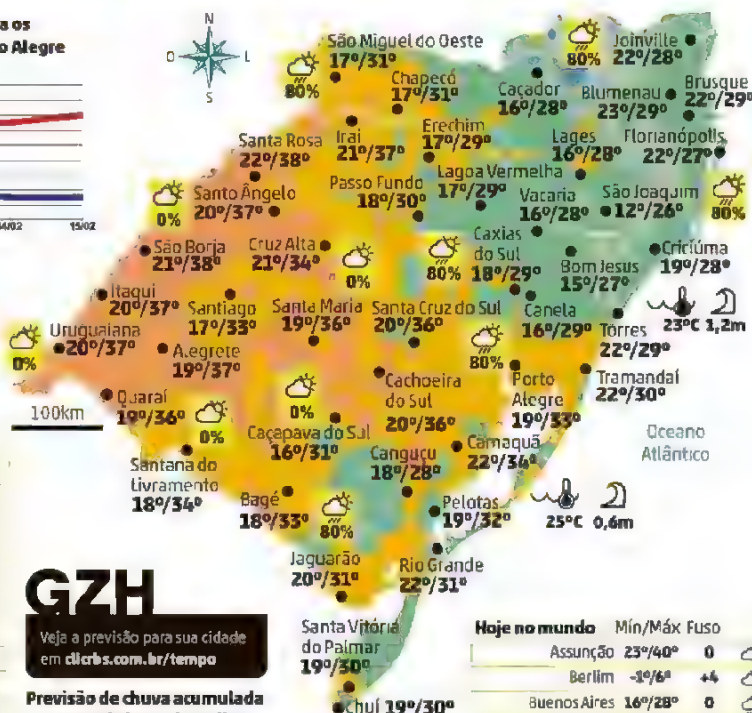 a os
o Alegre
14/02
15/02
N
O
L
S
São Miguel do Oeste
17º/31º
80%
Chapecó
17º/31º
80%
Joinville
22º/28º
Caçador
16º/28º
Blumenau
23º/29º
Brusque
22º/29º
Santa Rosa
22º/38º
Iraí
21º/37º
Erechim
17º/29º
Lages
16º/28º
Florianópolis
22º/27º
0%
Santo Ângelo
20º/37º
Passo Fundo
18º/30º
Lagoa Vermelha
17º/29º
Vacaria
16º/28º
São Joaquim
12º/26º
80%
São Borja
21º/38º
Cruz Alta
21º/34º
0%
80%
Caxias
do Sul
18º/29º
Bom Jesus
15º/27º
Criciúma
19º/28º
Itaqui
20º/37º
Santiago
17º/33º
Santa Maria
19º/36º
Santa Cruz do Sul
20º/36º
Canela
16º/29º
23ºC 1,2m
Torres
22º/29º
0%
Uruguaiana
20º/37º
Alegrete
19º/37º
80%
Cachoeira
do Sul
20º/36º
Porto
Alegre
19º/33º
Tramandaí
22º/30º
100km
Quaraí
19º/36º
0%
0%
Caçapava do Sul
16º/31º
Camaquã
22º/34º
Oceano
Atlântico
Santana do
Livramento
18º/34º
Canguçu
18º/28º
Bagé
18º/33º
80%
Pelotas
19º/32º
25ºC 0,6m
Jaguarão
20º/31º
Rio Grande
22º/31º
GZH
Veja a previsão para sua cidade
em clicrbs.com.br/tempo
Santa Vitória
do Palmar
19º/30º
Chuí 19º/30º
Previsão de chuva acumulada
Hoje no mundo Mín/Máx Fuso
Assunção 23º/40º 0
Berlim -1º/6º +4
Buenos Aires 16º/28º 0